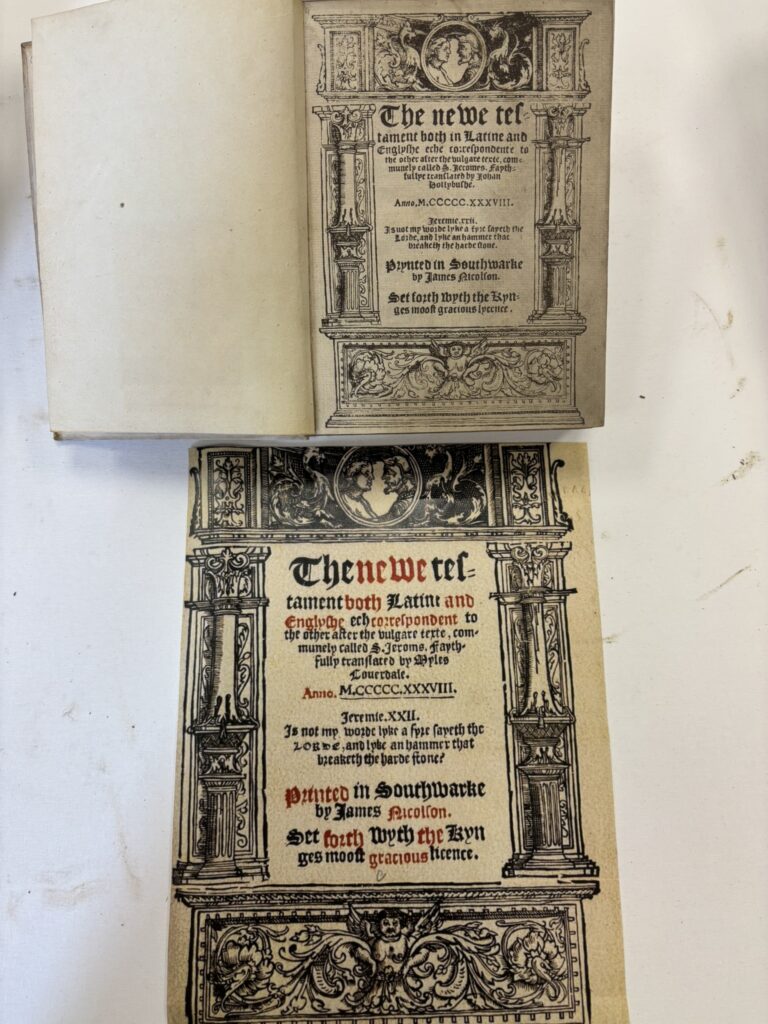 The newe tes=
tament both in Latine and
Englyshe eche correspondente to
the other after the vulgare texte, com-
munely called S. Jeromes. Fayth-
fullye translated by Johan
Hollybushe.
Anno. M.CCCCC.XXXVIII.
Jeremie. xxii.
Is not my worde lyke a fyre sayeth the
Lorde, and lyke an hammer that
breaketh the harde stone.
Prynted in Southwarke
by James Nicolson.
Set forth wyth the Kyn-
ges moost gracious lycence.
The newe tes=
tament both Latine and
Englyshe ech correspondent to
the other after the vulgare texte, com-
munely called S. Jeroms. Fayth-
fully translated by Myles
Couerdale.
Anno. M.CCCCC.XXXVIII.
Jeremie. XXII.
Is not my worde lyke a fyre sayeth the
LORDE, and lyke an hammer that
breaketh the harde stone?
Printed in Southwarke
by James Nicolson.
Set forth wyth the Kyn
ges moost gracious licence.